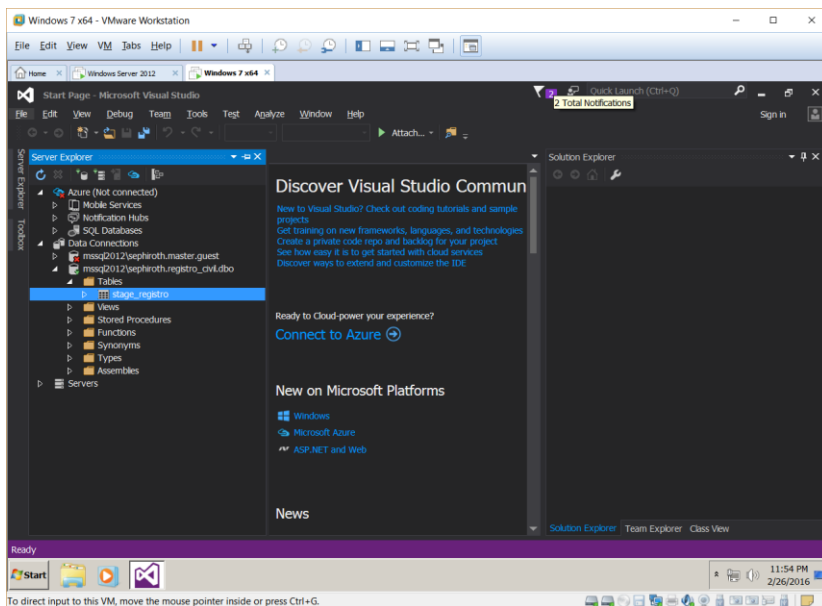 Windows 7 x64 - VMware Workstation
File Edit View VM Tabs Help
Home Windows Server 2012 Windows 7 x64
Start Page - Microsoft Visual Studio
2
Quick Launch (Ctrl+Q)
2 Total Notifications
File Edit View Debug Team Tools Test Analyze Window Help
Sign in
Attach...
Server Explorer
Toolbox
Server Explorer
Azure (Not connected)
Mobile Services
Notification Hubs
SQL Databases
Data Connections
mssql2012\sephiroth.master.guest
mssql2012\sephiroth.registro_civil.dbo
Tables
stage_registro
Views
Stored Procedures
Functions
Synonyms
Types
Assemblies
Servers
Discover Visual Studio Commun
New to Visual Studio? Check out coding tutorials and sample
projects
Get training on new frameworks, languages, and technologies
Create a private code repo and backlog for your project
See how easy it is to get started with cloud services
Discover ways to extend and customize the IDE
Ready to Cloud-power your experience?
Connect to Azure
New on Microsoft Platforms
Windows
Microsoft Azure
ASP.NET and Web
News
Solution Explorer
Solution Explorer Team Explorer Class View
Ready
Start
11:54 PM
2/26/2016
To direct input to this VM, move the mouse pointer inside or press Ctrl+G.